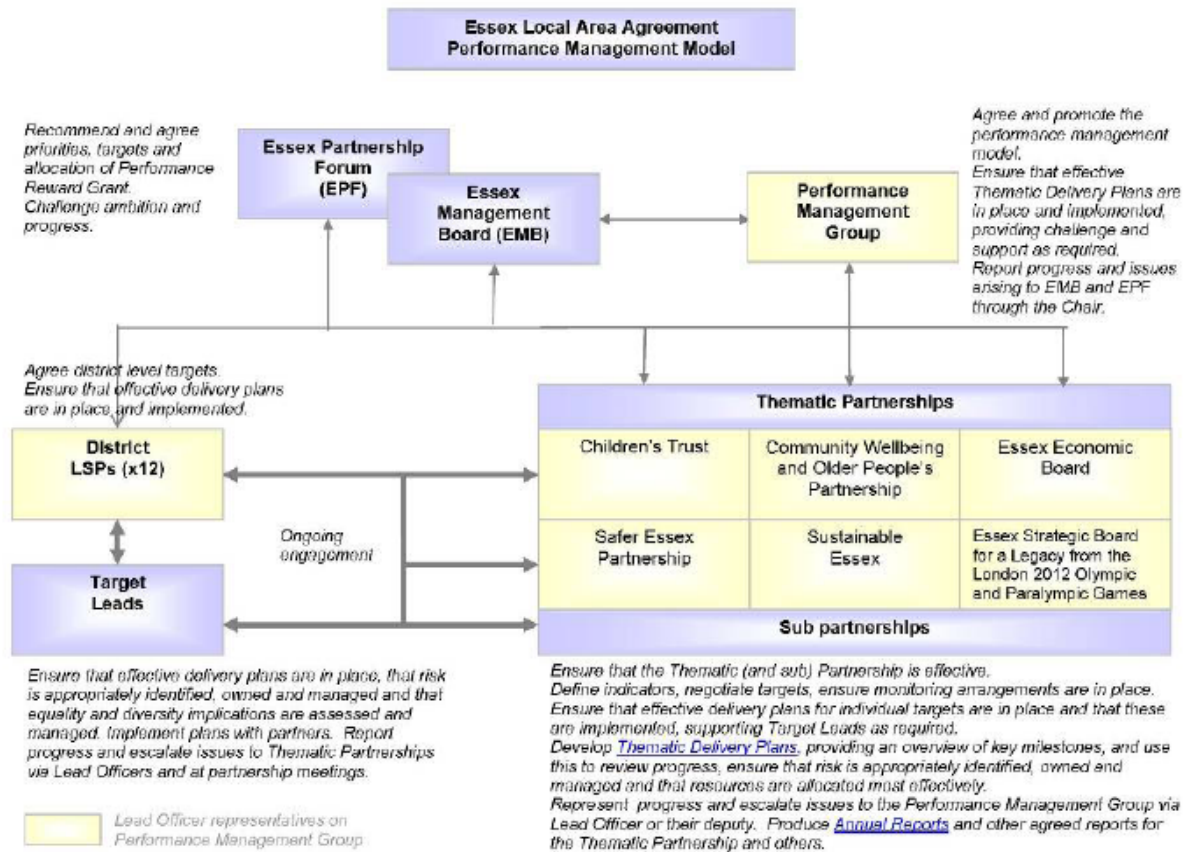 Essex Local Area Agreement
Performance Management Model
Recommend and agree
priorities, targets and
allocation of Performance
Reward Grant.
Challenge ambition and
progress.
Essex Partnership
Forum
(EPF)
Essex
Management
Board (EMB)
Performance
Management
Group
Agree and promote the
performance management
model.
Ensure that effective
Thematic Delivery Plans are
in place and implemented,
providing challenge and
support as required.
Report progress and issues
arising to EMB and EPF
through the Chair.
Agree district level targets.
Ensure that effective delivery plans
are in place and implemented.
District
LSPs (x12)
Ongoing
engagement
Target
Leads
Thematic Partnerships
Children's Trust
Community Wellbeing
and Older People's
Partnership
Essex Economic
Board
Safer Essex
Partnership
Sustainable
Essex
Essex Strategic Board
for a Legacy from the
London 2012 Olympic
and Paralympic Games
Sub partnerships
Ensure that effective delivery plans are in place, that risk
is appropriately identified, owned and managed and that
equality and diversity implications are assessed and
managed. Implement plans with partners. Report
progress and escalate issues to Thematic Partnerships
via Lead Officers and at partnership meetings.
Ensure that the Thematic (and sub) Partnership is effective.
Define indicators, negotiate targets, ensure monitoring arrangements are in place.
Ensure that effective delivery plans for individual targets are in place and that these
are implemented, supporting Target Leads as required.
Develop Thematic Delivery Plans, providing an overview of key milestones, and use
this to review progress, ensure that risk is appropriately identified, owned and
managed and that resources are allocated most effectively.
Represent progress and escalate issues to the Performance Management Group via
Lead Officer or their deputy. Produce Annual Reports and other agreed reports for
the Thematic Partnership and others.
Lead Officer representatives on
Performance Management Group